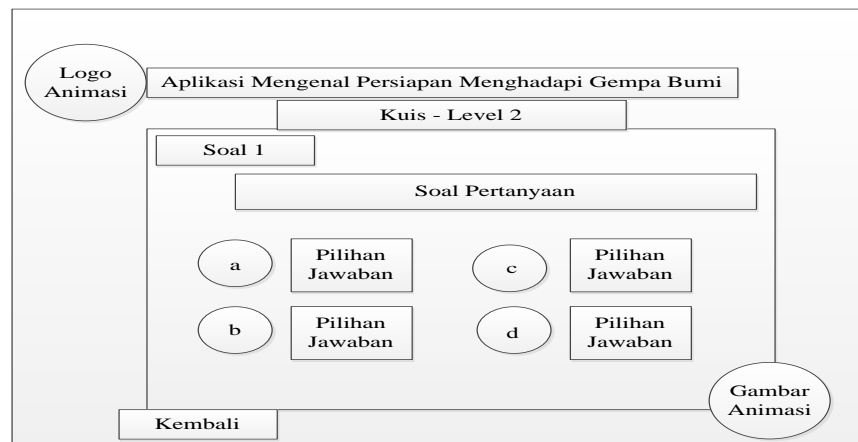 Logo
Animasi
Aplikasi Mengenal Persiapan Menghadapi Gempa Bumi
Kuis - Level 2
Soal 1
Soal Pertanyaan
a
Pilihan
Jawaban
c
Pilihan
Jawaban
b
Pilihan
Jawaban
d
Pilihan
Jawaban
Gambar
Animasi
Kembali